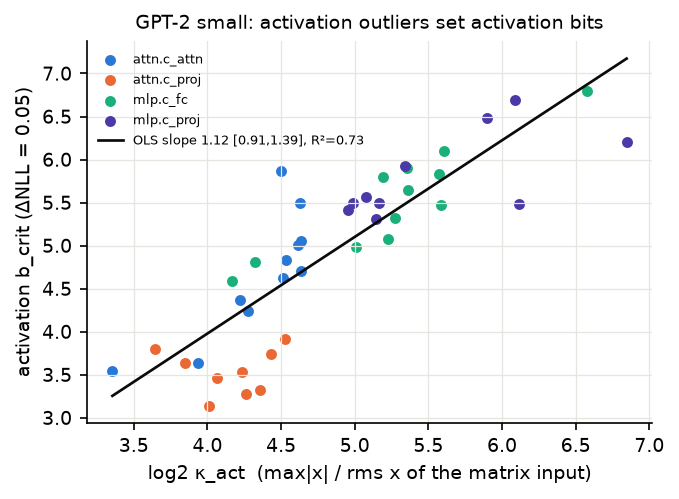 GPT-2 small: activation outliers set activation bits
attn.c_attn
attn.c_proj
mlp.c_fc
mlp.c_proj
OLS slope 1.12 [0.91,1.39], R²=0.73
activation b_crit (ΔNLL = 0.05)
7.0
6.5
6.0
5.5
5.0
4.5
4.0
3.5
3.0
3.5 4.0 4.5 5.0 5.5 6.0 6.5 7.0
log2 κ_act (max|x| / rms x of the matrix input)